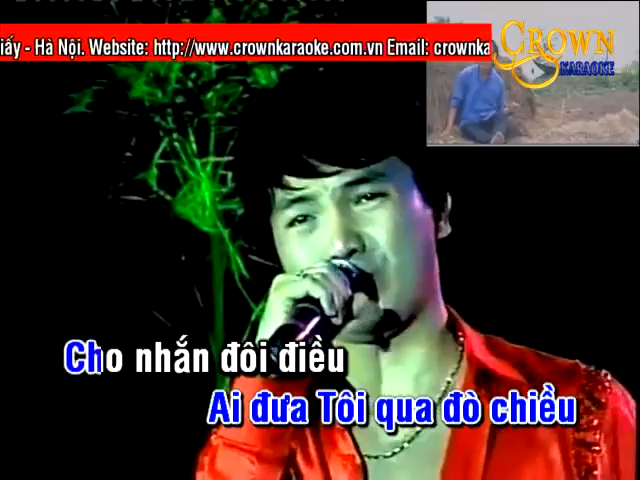 iấy - Hà Nội. Website: http://www.crownkaraoke.com.vn Email: crownka
CROWN
KARAOKE
Cho nhắn đôi điều
Ai đưa Tôi qua đò chiều